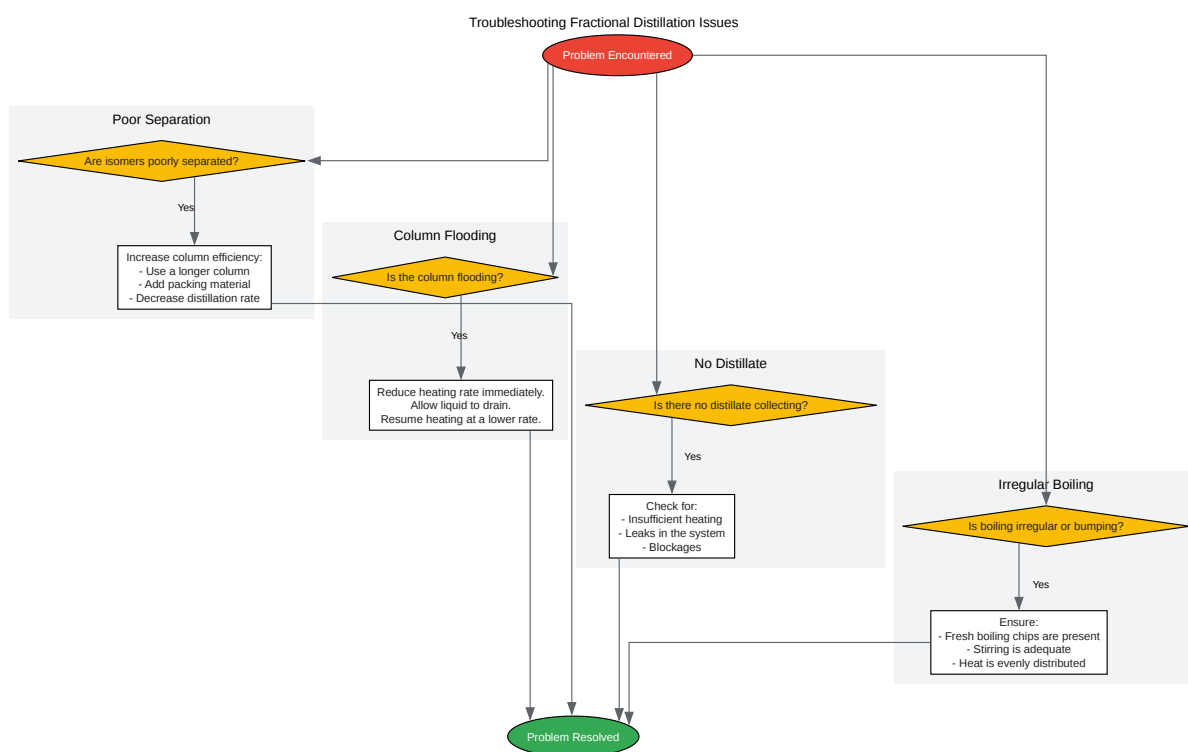 Troubleshooting Fractional Distillation Issues
Problem Encountered
Poor Separation
Are isomers poorly separated?
Yes
Increase column efficiency:
- Use a longer column
- Add packing material
- Decrease distillation rate
Column Flooding
Is the column flooding?
Yes
Reduce heating rate immediately.
Allow liquid to drain.
Resume heating at a lower rate.
No Distillate
Is there no distillate collecting?
Yes
Check for:
- Insufficient heating
- Leaks in the system
- Blockages
Irregular Boiling
Is boiling irregular or bumping?
Yes
Ensure:
- Fresh boiling chips are present
- Stirring is adequate
- Heat is evenly distributed
Problem Resolved